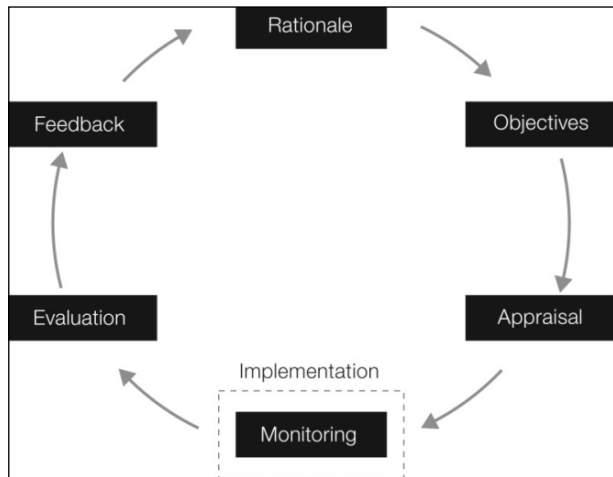 Rationale
Feedback
Objectives
Evaluation
Appraisal
Implementation
Monitoring